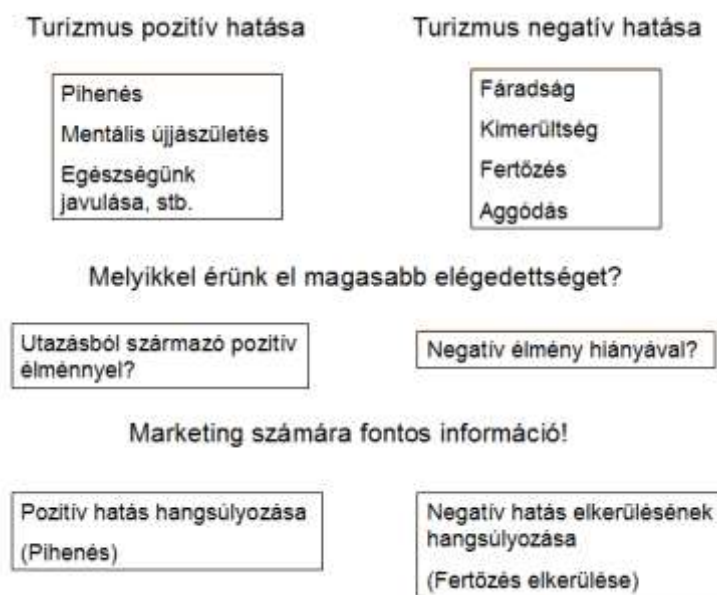 Turizmus pozitív hatása
Turizmus negatív hatása
Pihenés
Mentális újjászületés
Egészségünk
javulása, stb.
Fáradság
Kimerültség
Fertőzés
Aggódás
Melyikkel érünk el magasabb elégedettséget?
Utazásból származó pozitív
élménnyel?
Negatív élmény hiányával?
Marketing számára fontos információ!
Pozitív hatás hangsúlyozása
(Pihenés)
Negatív hatás elkerülésének
hangsúlyozása
(Fertőzés elkerülése)